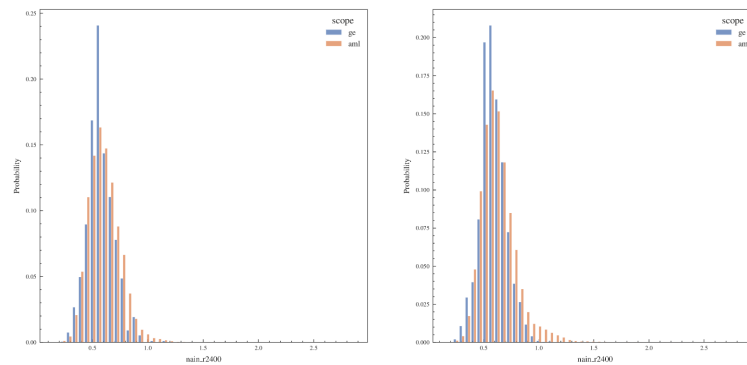 scope
ge
aml
0.25
0.20
0.15
0.10
0.05
0.00
Probability
0.5 1.0 1.5 2.0 2.5
nain_r2400
scope
ge
am
0.200
0.175
0.150
0.125
0.100
0.075
0.050
0.025
0.000
Probability
0.5 1.0 1.5 2.0 2.5
nain_r2400